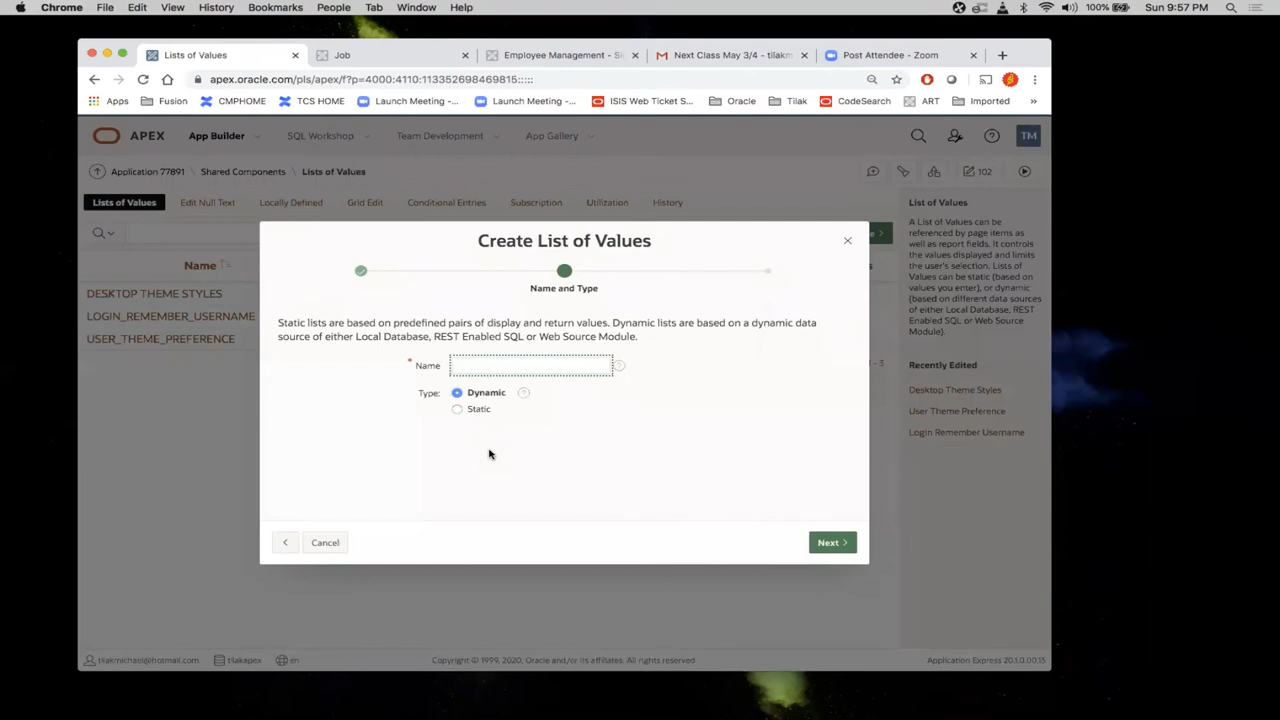 Chrome File Edit View History Bookmarks People Tab Window Help 100% Sun 9:57 PM
Lists of Values Job Employee Management - Si Next Class May 3/4 - tilakm Post Attendee - Zoom
apex.oracle.com/pls/apex/f?p=4000:4110:113352698469815:::::
Apps Fusion CMPHOME TCS HOME Launch Meeting -... Launch Meeting -... ISIS Web Ticket S... Oracle Tilak CodeSearch ART Imported »
APEX App Builder SQL Workshop Team Development App Gallery TM
Application 77891 \ Shared Components \ Lists of Values 102
Lists of Values Edit Null Text Locally Defined Grid Edit Conditional Entries Subscription Utilization History
Name
DESKTOP THEME STYLES
LOGIN_REMEMBER_USERNAME
USER_THEME_PREFERENCE
Create List of Values
Name and Type
Static lists are based on predefined pairs of display and return values. Dynamic lists are based on a dynamic data
source of either Local Database, REST Enabled SQL or Web Source Module.
* Name
Type: Dynamic
Static
Cancel
Next
List of Values
A List of Values can be
referenced by page items as
well as report fields. It controls
the values displayed and limits
the user's selection. Lists of
Values can be static (based on
values you enter), or dynamic
(based on different data sources
of either Local Database, REST
Enabled SQL or Web Source
Module).
Recently Edited
Desktop Theme Styles
User Theme Preference
Login Remember Username
tilakmichael@hotmail.com tilakapex en Copyright © 1999, 2020, Oracle and/or its affiliates. All rights reserved Application Express 20.1.0.00.13